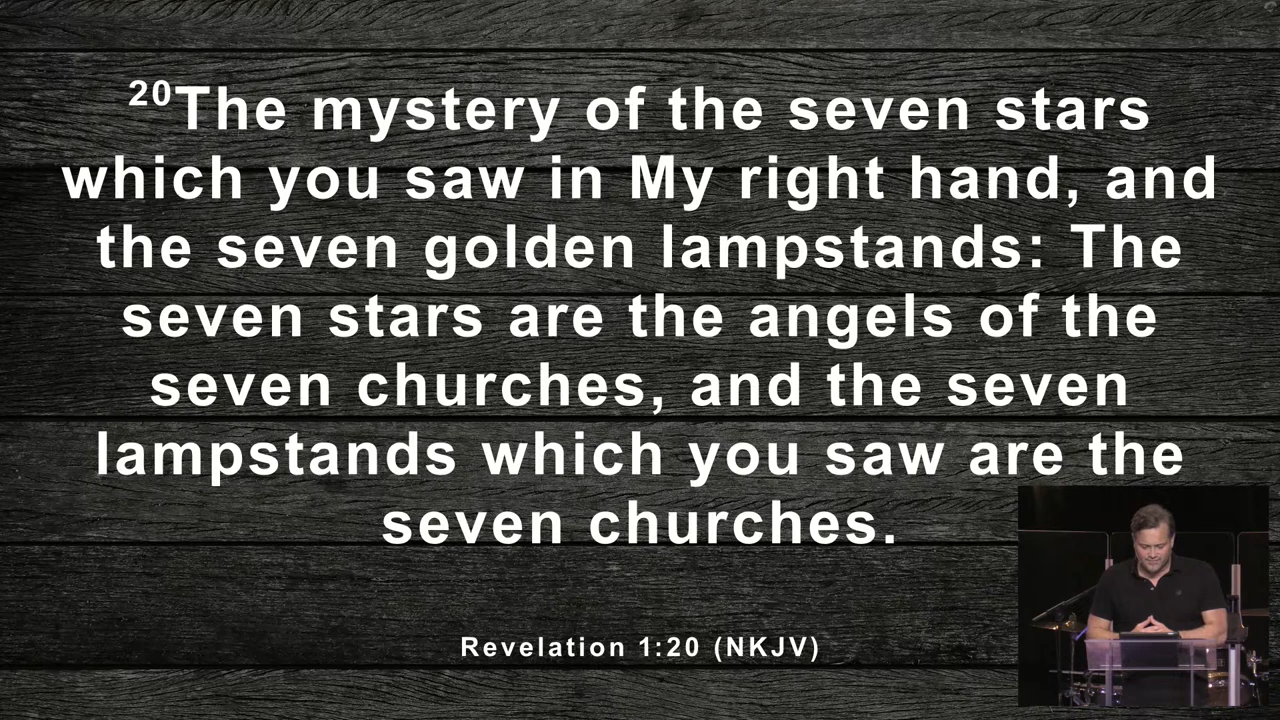 20The mystery of the seven stars
which you saw in My right hand, and
the seven golden lampstands: The
seven stars are the angels of the
seven churches, and the seven
lampstands which you saw are the
seven churches.
Revelation 1:20 (NKJV)